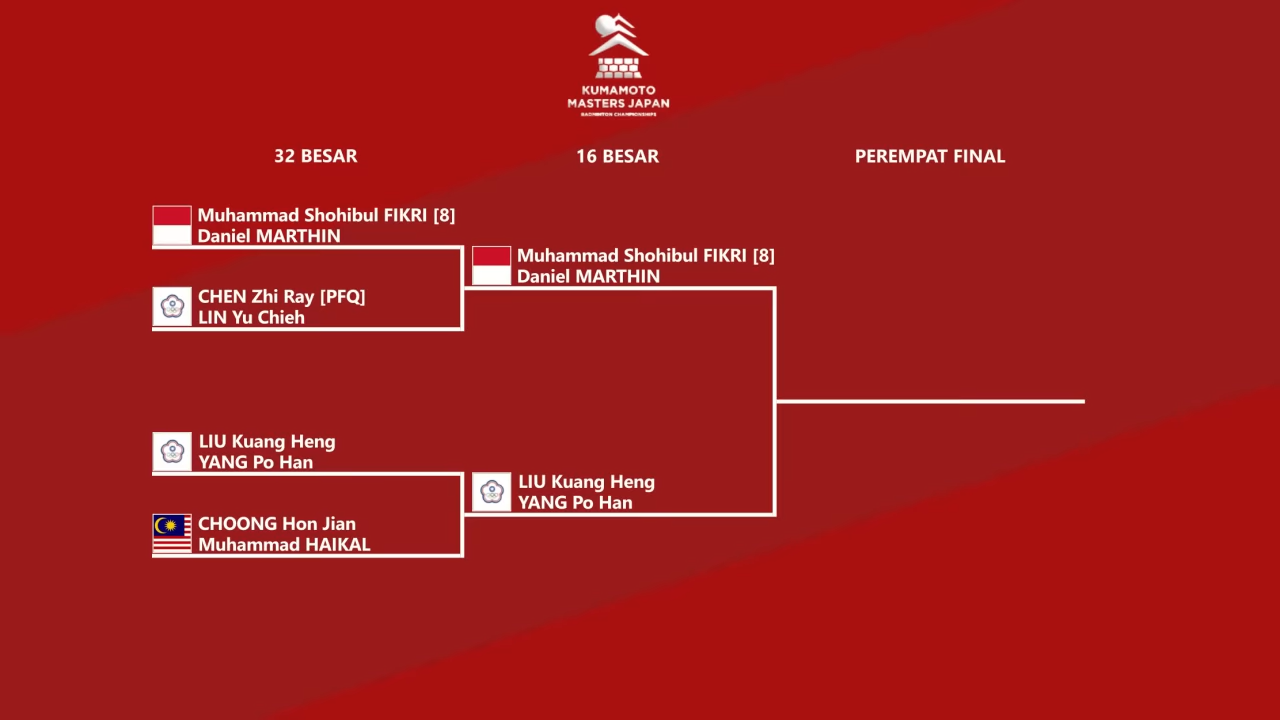 KUMAMOTO
MASTERS JAPAN
BADMINTON CHAMPIONSHIPS
32 BESAR
16 BESAR
PEREMPAT FINAL
Muhammad Shohibul FIKRI [8]
Daniel MARTHIN
CHEN Zhi Ray [PFQ]
LIN Yu Chieh
LIU Kuang Heng
YANG Po Han
CHOONG Hon Jian
Muhammad HAIKAL
Muhammad Shohibul FIKRI [8]
Daniel MARTHIN
LIU Kuang Heng
YANG Po Han